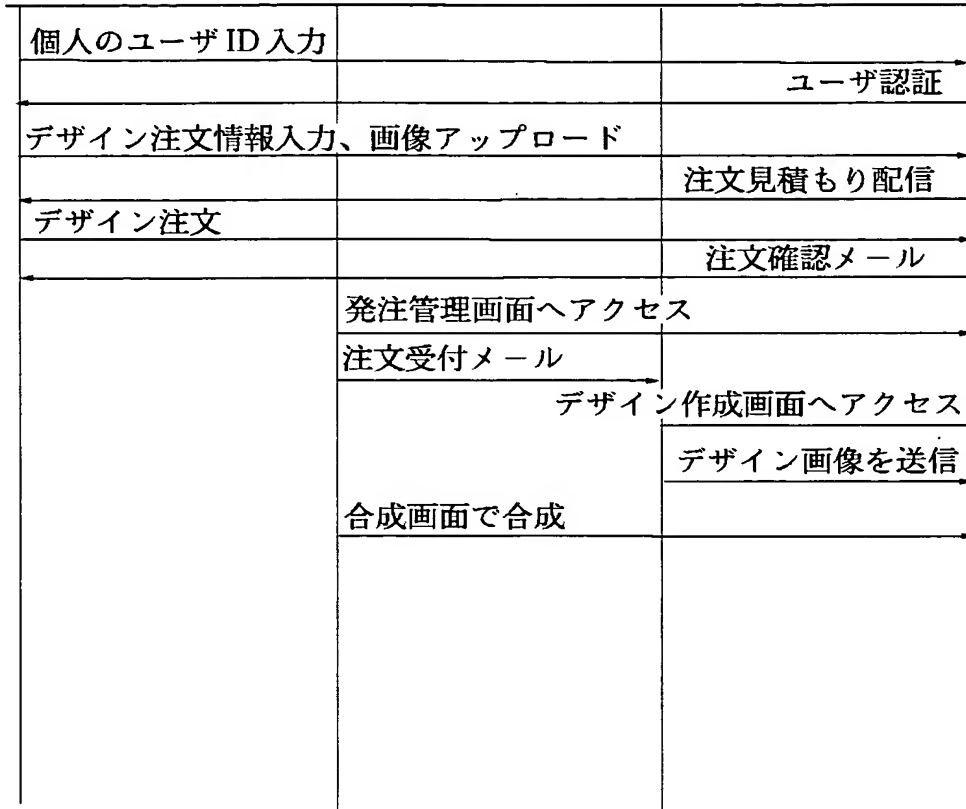 個人のユーザID入力
ユーザ認証
デザイン注文情報入力、画像アップロード
注文見積もり配信
デザイン注文
注文確認メール
発注管理画面へアクセス
注文受付メール
デザイン作成画面へアクセス
デザイン画像を送信
合成画面で合成